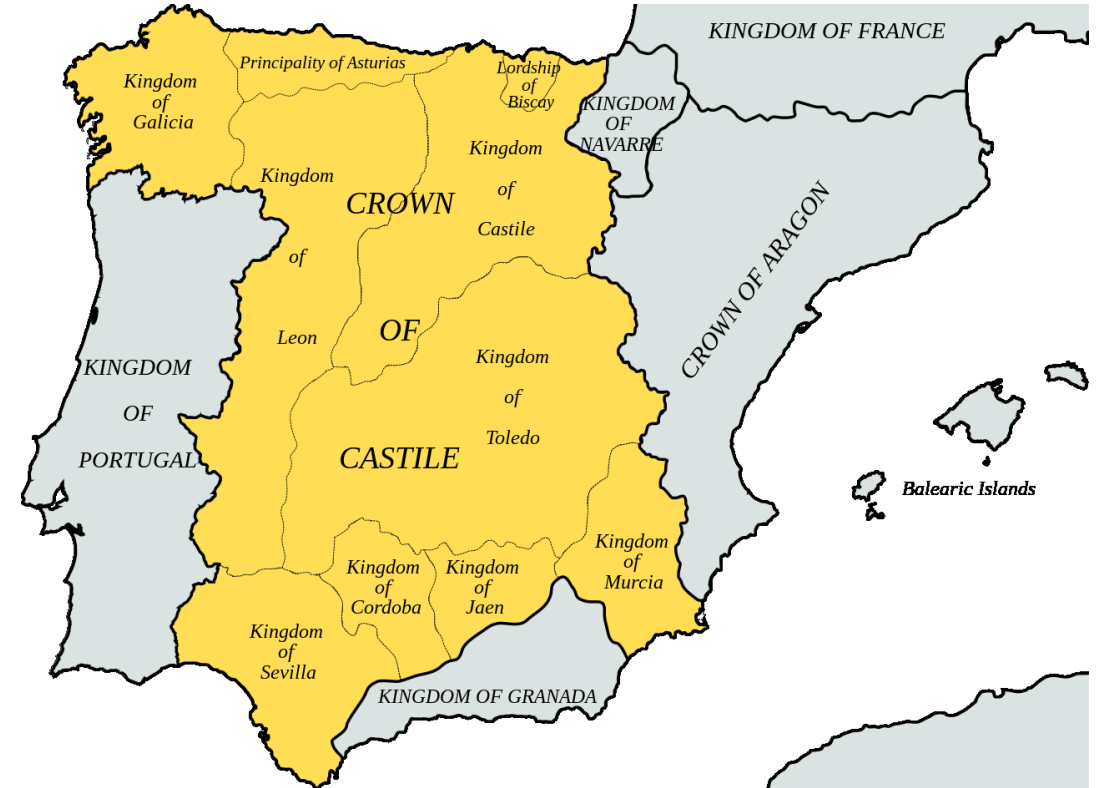 KINGDOM OF FRANCE
Principality of Asturias
Lordship
of
Biscay
Kingdom
of
Galicia
KINGDOM
OF
NAVARRE
Kingdom
of
Castile
Kingdom
of
Leon
CROWN
OF
CASTILE
CROWN OF ARAGON
KINGDOM
OF
PORTUGAL
Kingdom
of
Toledo
Balearic Islands
Kingdom
of
Murcia
Kingdom
of
Cordoba
Kingdom
of
Jaen
Kingdom
of
Sevilla
KINGDOM OF GRANADA